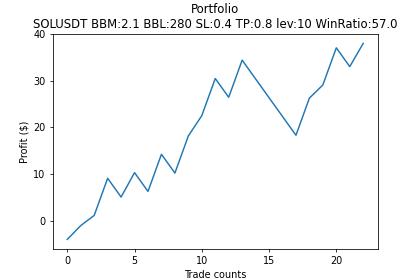 Portfolio
SOLUSDT BBM:2.1 BBL:280 SL:0.4 TP:0.8 lev:10 WinRatio:57.0
40
30
20
10
0
Profit ($)
0 5 10 15 20
Trade counts